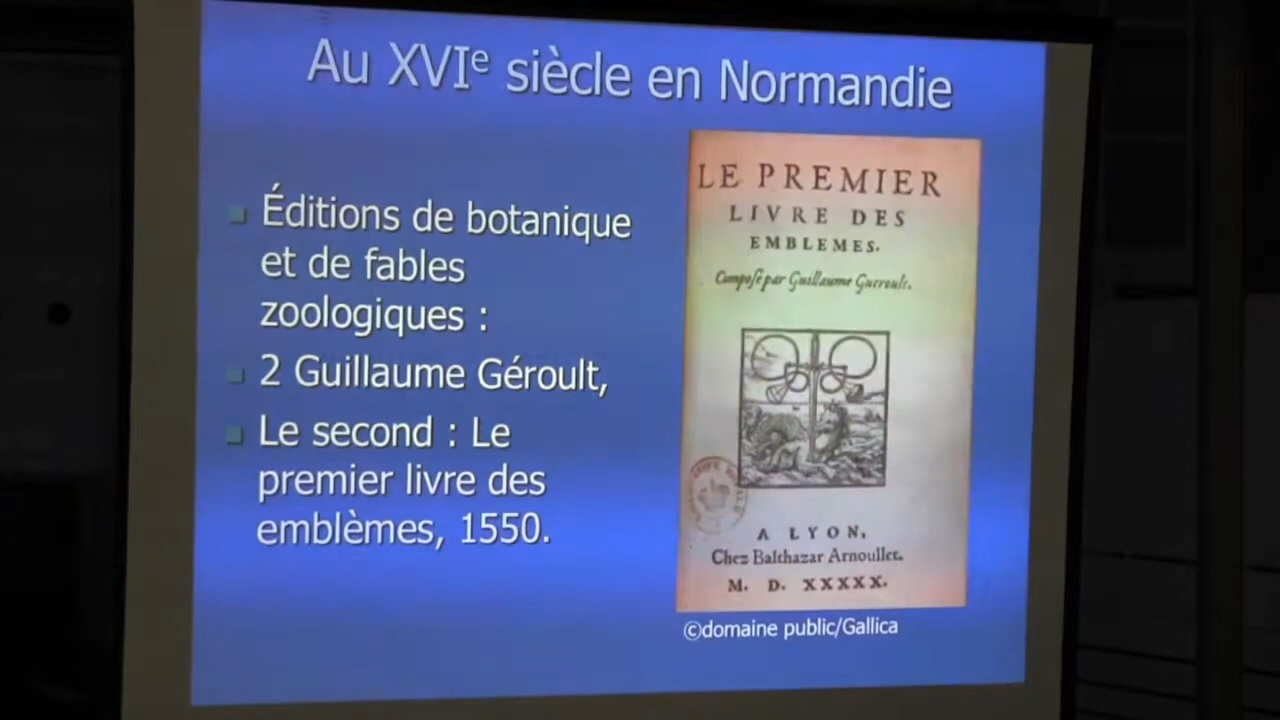 Au XVIe siècle en Normandie
Éditions de botanique
et de fables
zoologiques :
2 Guillaume Géroult,
Le second : Le
premier livre des
emblèmes, 1550.
LE PREMIER
LIVRE DES
EMBLEMES.
Composé par Guillaume Gueroult.
A LYON,
Chez Balthazar Arnoullet.
M. D. XXXXX.
©domaine public/Gallica